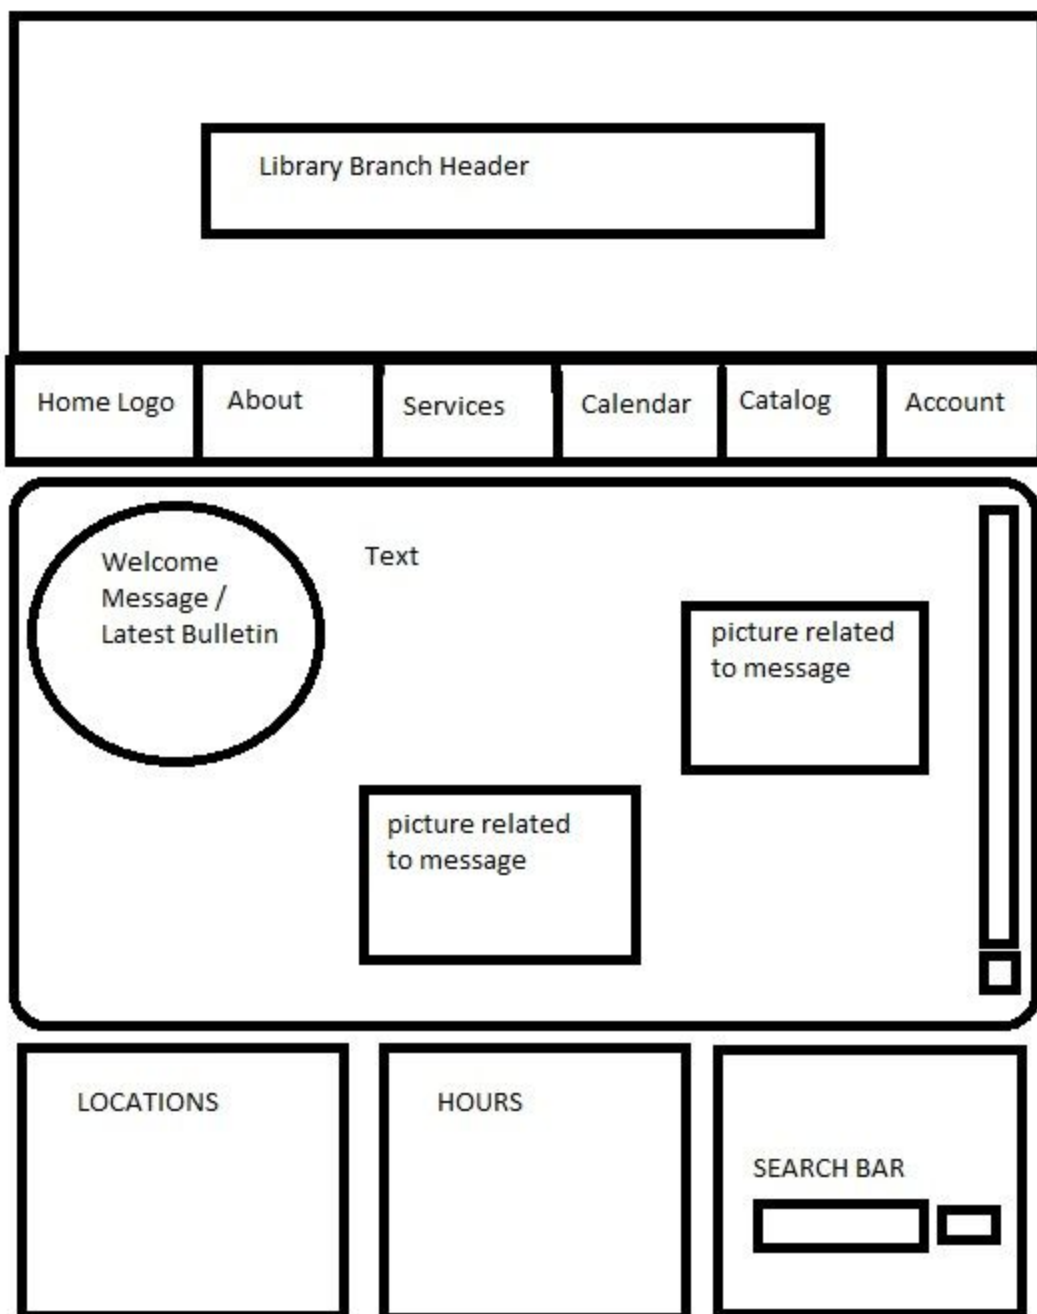 Library Branch Header
Home Logo
About
Services
Calendar
Catalog
Account
Welcome
Message /
Latest Bulletin
Text
picture related
to message
picture related
to message
LOCATIONS
HOURS
SEARCH BAR